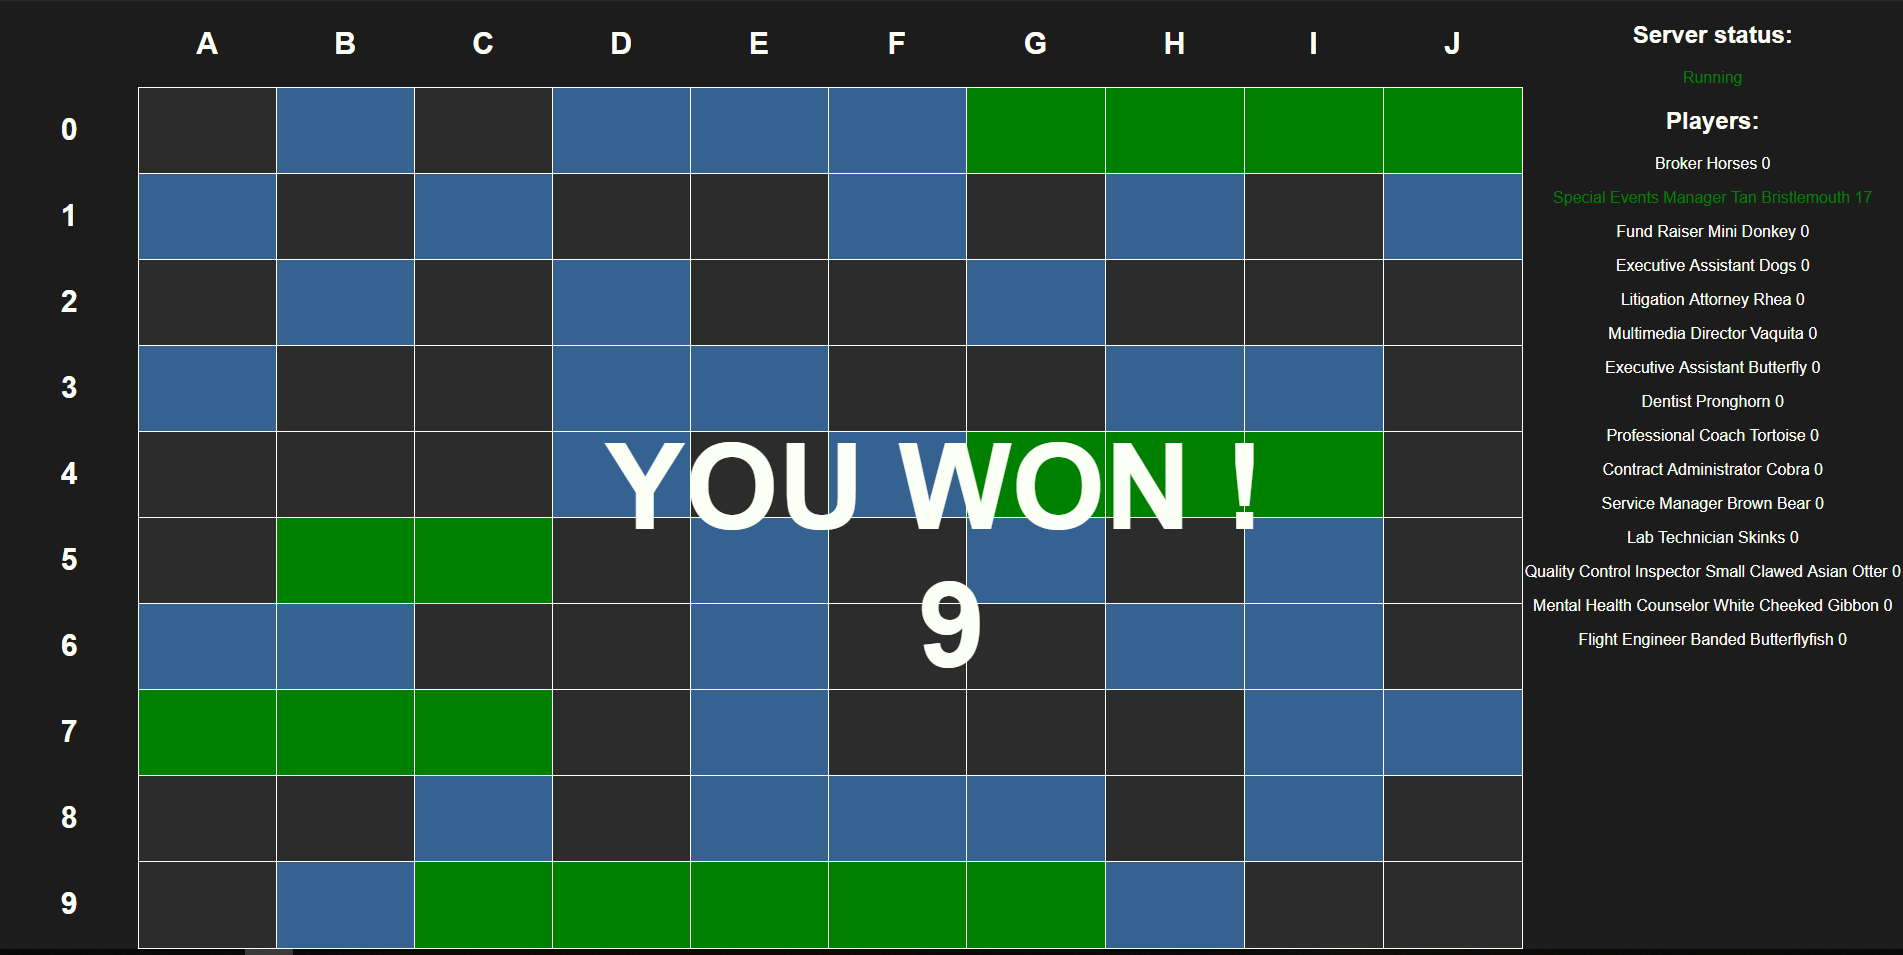 A B C D E F G H I J
0
1
2
3
4
5
6
7
8
9
YOU WON !
9
Server status:
Running
Players:
Broker Horses 0
Special Events Manager Tan Bristlemouth 17
Fund Raiser Mini Donkey 0
Executive Assistant Dogs 0
Litigation Attorney Rhea 0
Multimedia Director Vaquita 0
Executive Assistant Butterfly 0
Dentist Pronghorn 0
Professional Coach Tortoise 0
Contract Administrator Cobra 0
Service Manager Brown Bear 0
Lab Technician Skinks 0
Quality Control Inspector Small Clawed Asian Otter 0
Mental Health Counselor White Cheeked Gibbon 0
Flight Engineer Banded Butterflyfish 0